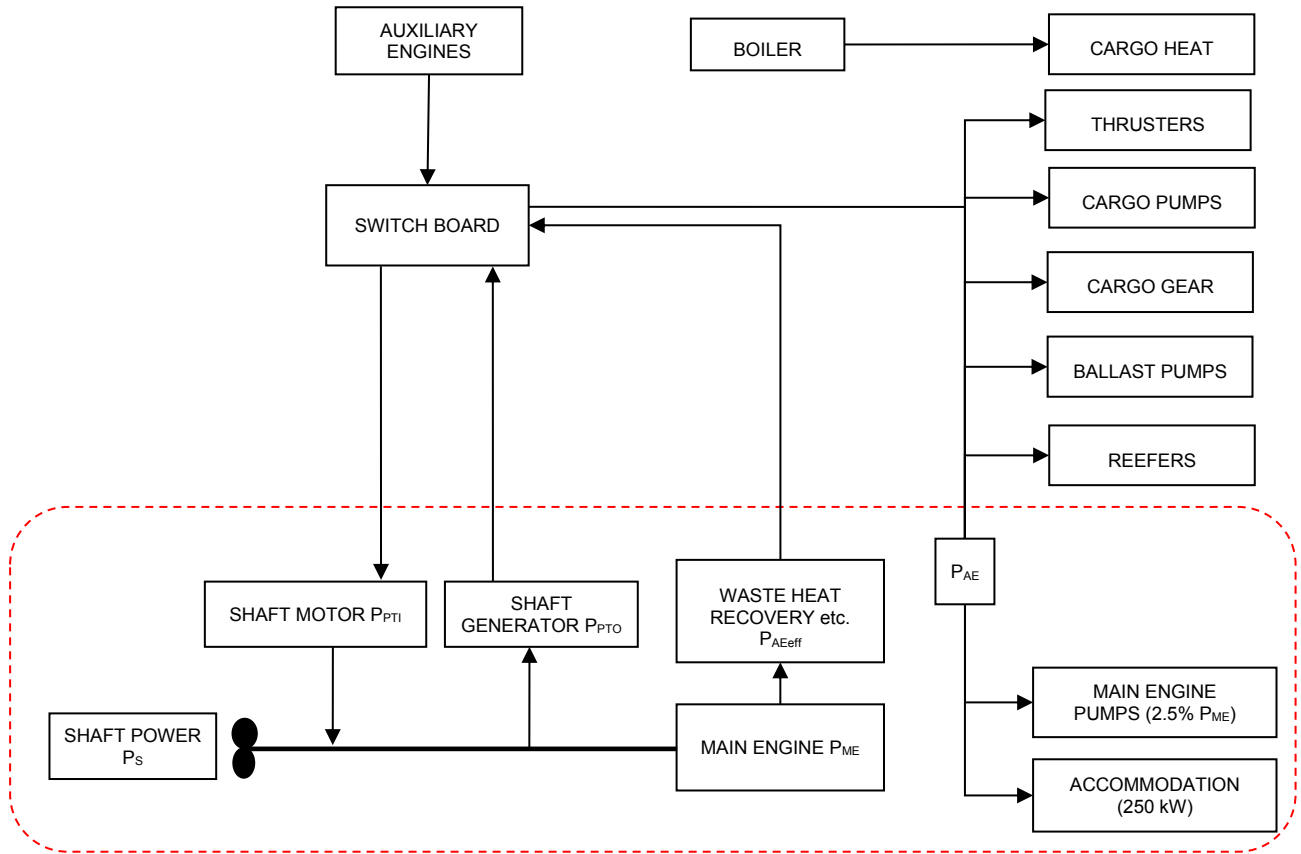 AUXILIARY
ENGINES
BOILER
CARGO HEAT
THRUSTERS
CARGO PUMPS
SWITCH BOARD
CARGO GEAR
BALLAST PUMPS
REEFERS
PAE
SHAFT MOTOR PPTI
SHAFT
GENERATOR PPTO
WASTE HEAT
RECOVERY etc.
PAEeff
MAIN ENGINE
PUMPS (2.5% PME)
SHAFT POWER
PS
MAIN ENGINE PME
ACCOMMODATION
(250 kW)